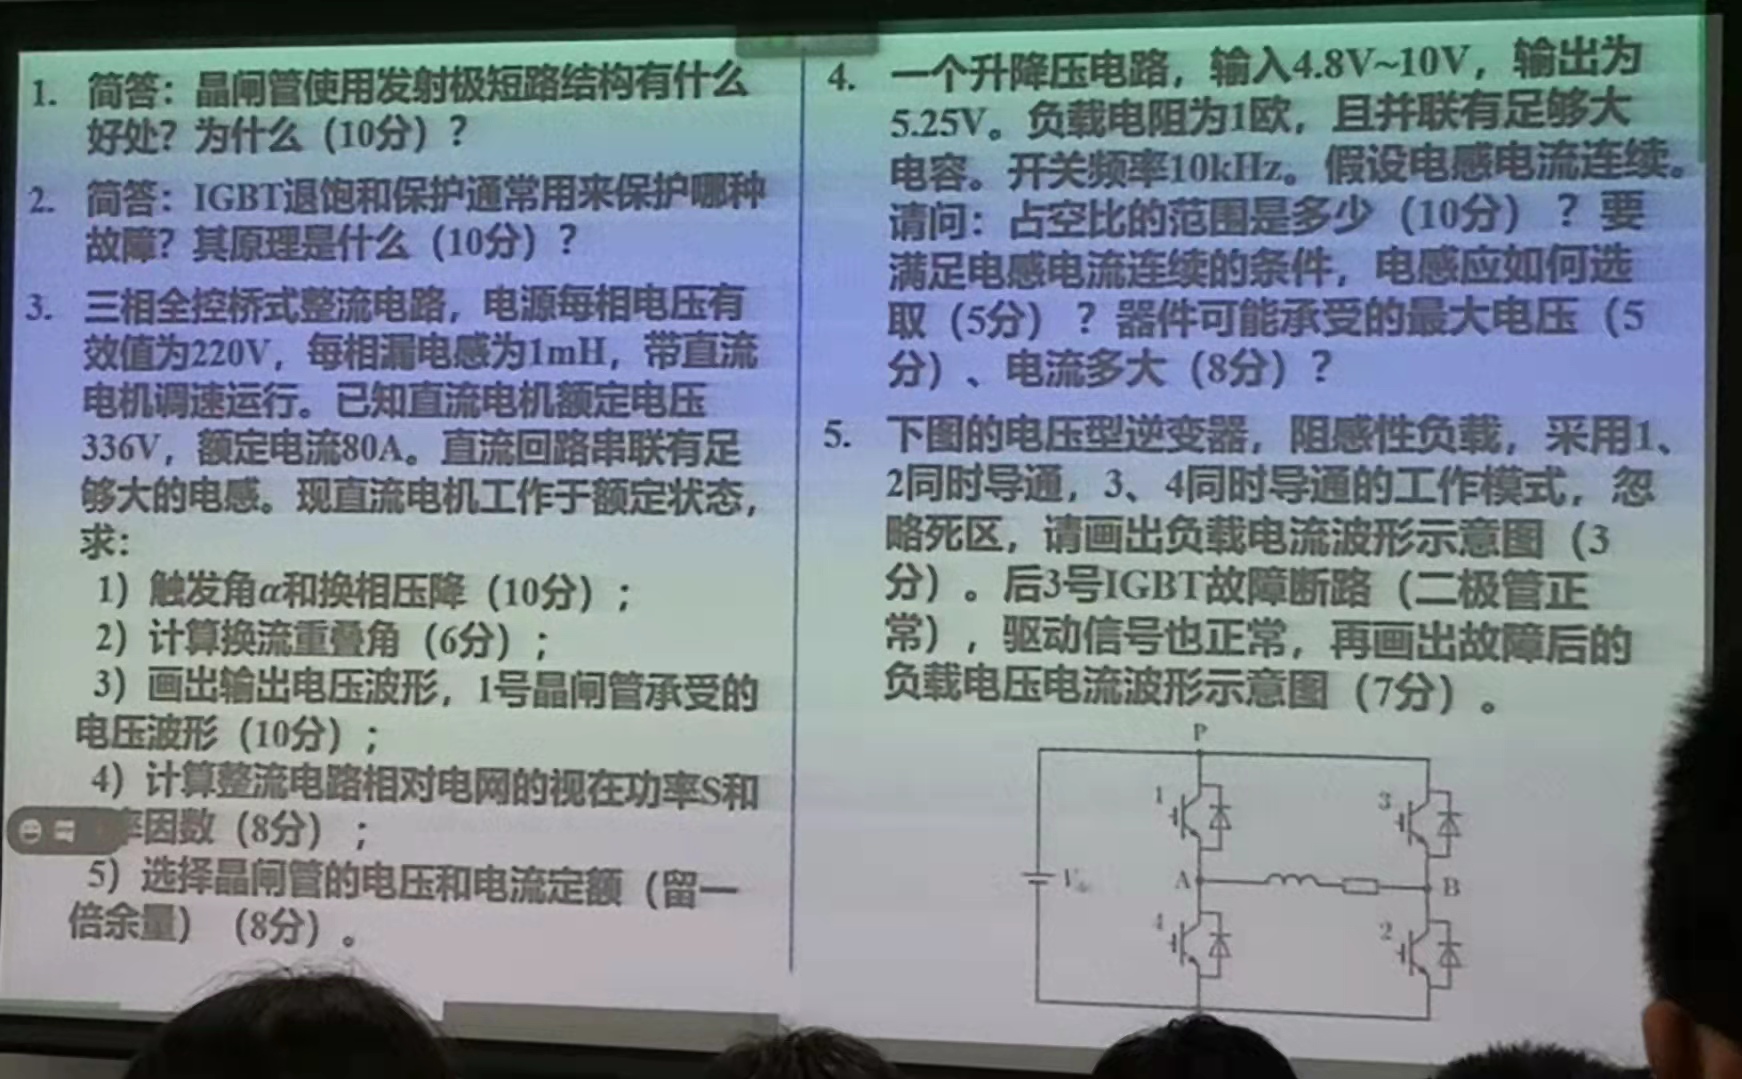 1. 简答：晶闸管使用发射极短路结构有什么
好处？为什么（10分）？
2. 简答：IGBT退饱和保护通常用来保护哪种
故障？其原理是什么（10分）？
3. 三相全控桥式整流电路，电源每相电压有
效值为220V，每相漏电感为1mH，带直流
电机调速运行。已知直流电机额定电压
336V，额定电流80A。直流回路串联有足
够大的电感。现直流电机工作于额定状态，
求：
1）触发角α和换相压降（10分）；
2）计算换流重叠角（6分）；
3）画出输出电压波形，1号晶闸管承受的
电压波形（10分）；
4）计算整流电路相对电网的视在功率S和
率因数（8分）；
5）选择晶闸管的电压和电流定额（留一
倍余量）（8分）。
4. 一个升降压电路，输入4.8V~10V，输出为
5.25V。负载电阻为1欧，且并联有足够大
电容。开关频率10kHz。假设电感电流连续。
请问：占空比的范围是多少（10分）？要
满足电感电流连续的条件，电感应如何选
取（5分）？器件可能承受的最大电压（5
分）、电流多大（8分）？
5. 下图的电压型逆变器，阻感性负载，采用1、
2同时导通，3、4同时导通的工作模式，忽
略死区，请画出负载电流波形示意图（3
分）。后3号IGBT故障断路（二极管正
常），驱动信号也正常，再画出故障后的
负载电压电流波形示意图（7分）。
P
1
3
A
B
4
2